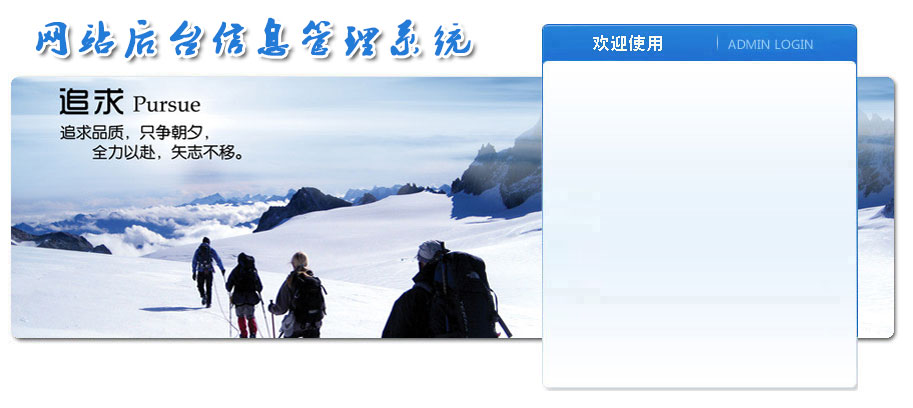 网站后台信息管理系统
欢迎使用
ADMIN LOGIN
追求 Pursue
追求品质，只争朝夕，
全力以赴，矢志不移。